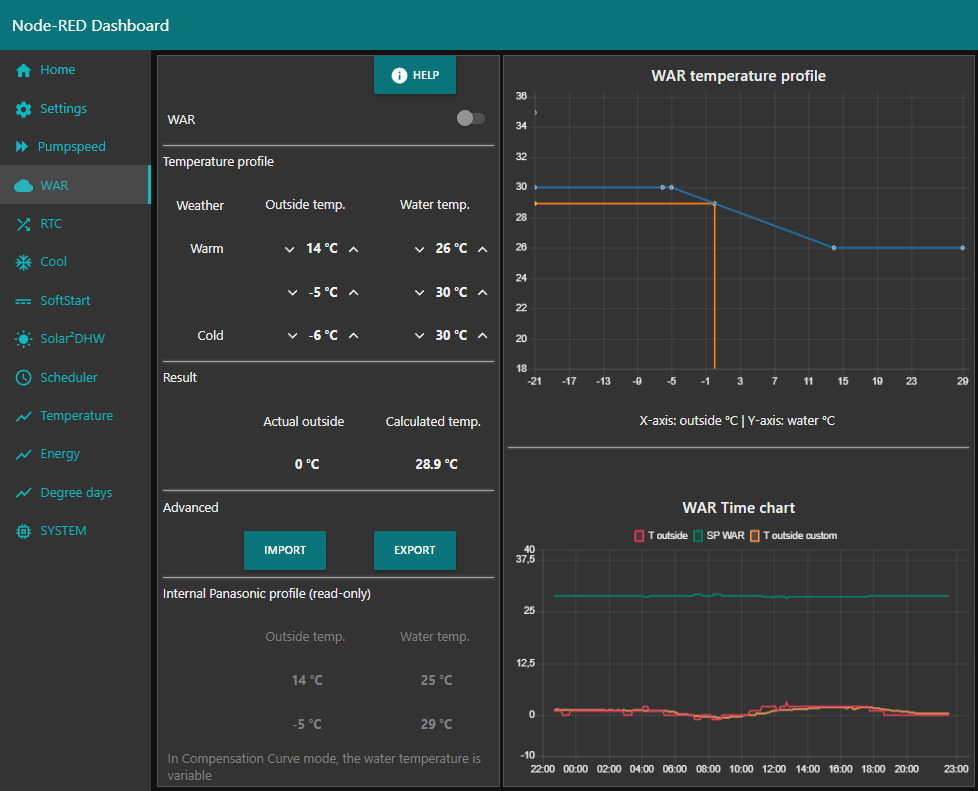 Node-RED Dashboard
Home
Settings
Pumpspeed
WAR
RTC
Cool
SoftStart
Solar²DHW
Scheduler
Temperature
Energy
Degree days
SYSTEM
HELP
WAR
Temperature profile
Weather Outside temp. Water temp.
Warm 14 °C 26 °C
-5 °C 30 °C
Cold -6 °C 30 °C
Result
Actual outside Calculated temp.
0 °C 28.9 °C
Advanced
IMPORT EXPORT
Internal Panasonic profile (read-only)
Outside temp. Water temp.
14 °C 25 °C
-5 °C 29 °C
In Compensation Curve mode, the water temperature is
variable
WAR temperature profile
36
34
32
30
28
26
24
22
20
18
-21 -17 -13 -9 -5 -1 3 7 11 15 19 23 29
X-axis: outside °C | Y-axis: water °C
WAR Time chart
T outside SP WAR T outside custom
40
37,5
25
12,5
0
-10
22:00 00:00 02:00 04:00 06:00 08:00 10:00 12:00 14:00 16:00 18:00 20:00 23:00